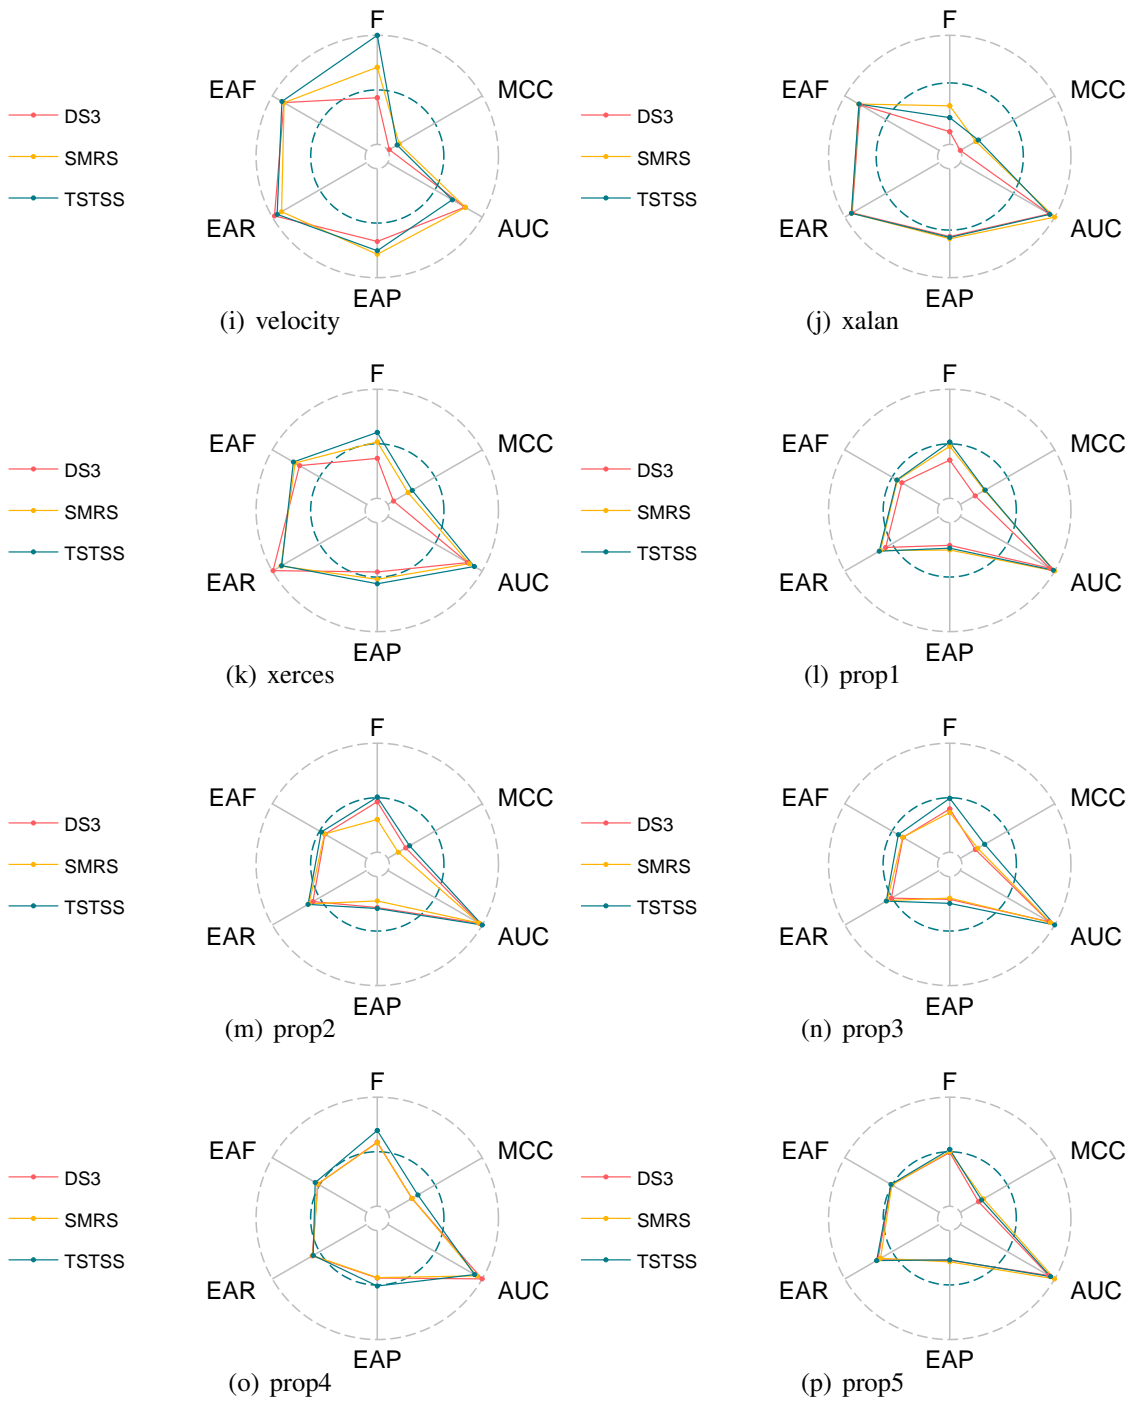 F
EAF MCC
DS3
SMRS
TSTSS
EAR AUC
EAP
(i) velocity
F
EAF MCC
DS3
SMRS
TSTSS
EAR AUC
EAP
(j) xalan
F
EAF MCC
DS3
SMRS
TSTSS
EAR AUC
EAP
(k) xerces
F
EAF MCC
DS3
SMRS
TSTSS
EAR AUC
EAP
(l) prop1
F
EAF MCC
DS3
SMRS
TSTSS
EAR AUC
EAP
(m) prop2
F
EAF MCC
DS3
SMRS
TSTSS
EAR AUC
EAP
(n) prop3
F
EAF MCC
DS3
SMRS
TSTSS
EAR AUC
EAP
(o) prop4
F
EAF MCC
DS3
SMRS
TSTSS
EAR AUC
EAP
(p) prop5